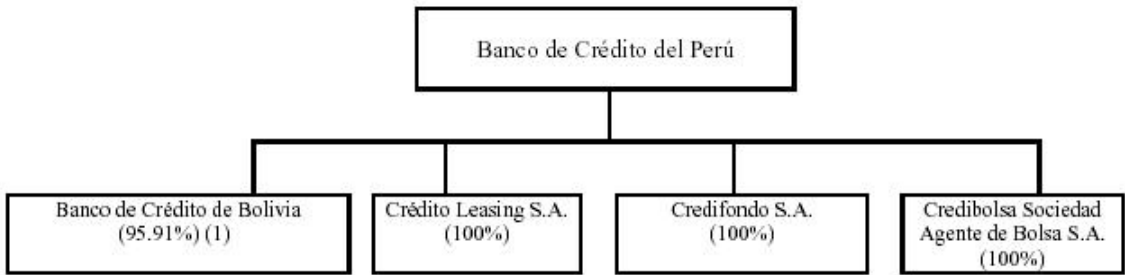 Banco de Crédito del Perú
Banco de Crédito de Bolivia
(95.91%) (1)
Crédito Leasing S.A.
(100%)
Credifondo S.A.
(100%)
Credibolsa Sociedad
Agente de Bolsa S.A.
(100%)